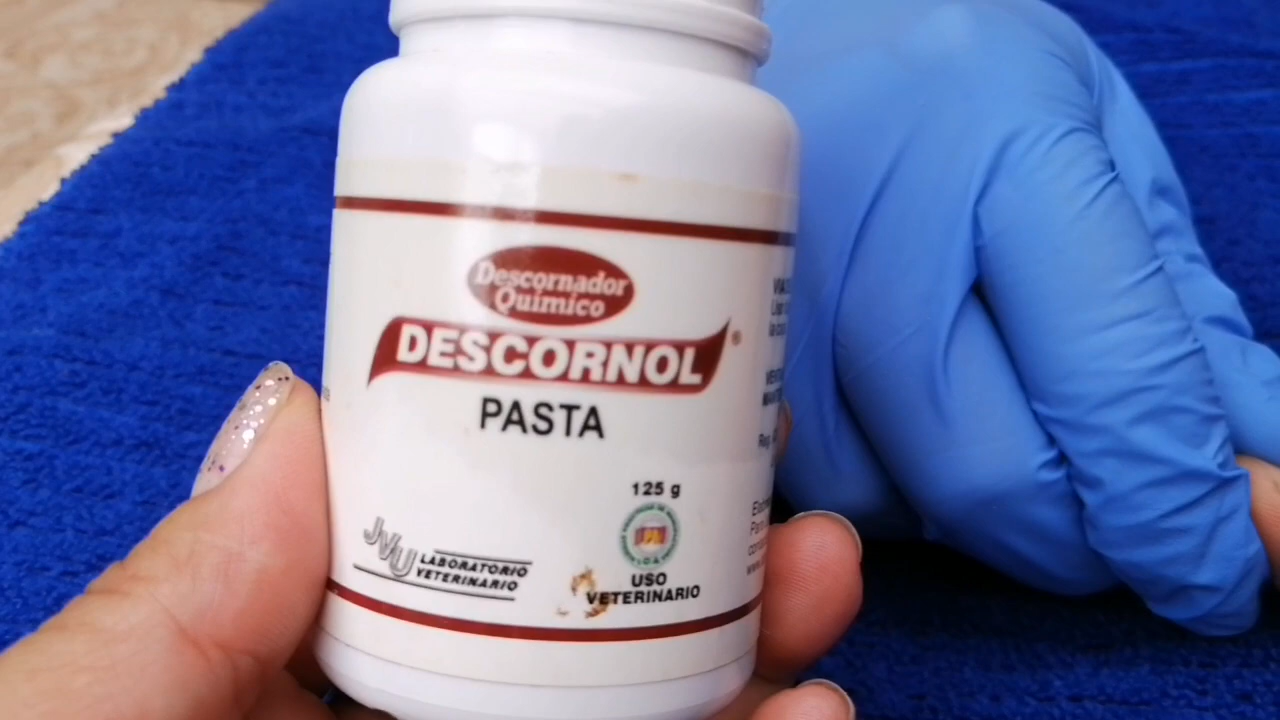 Descornador
Químico
DESCORNOL®
PASTA
125 g
JVU LABORATORIO
VETERINARIO
USO
VETERINARIO